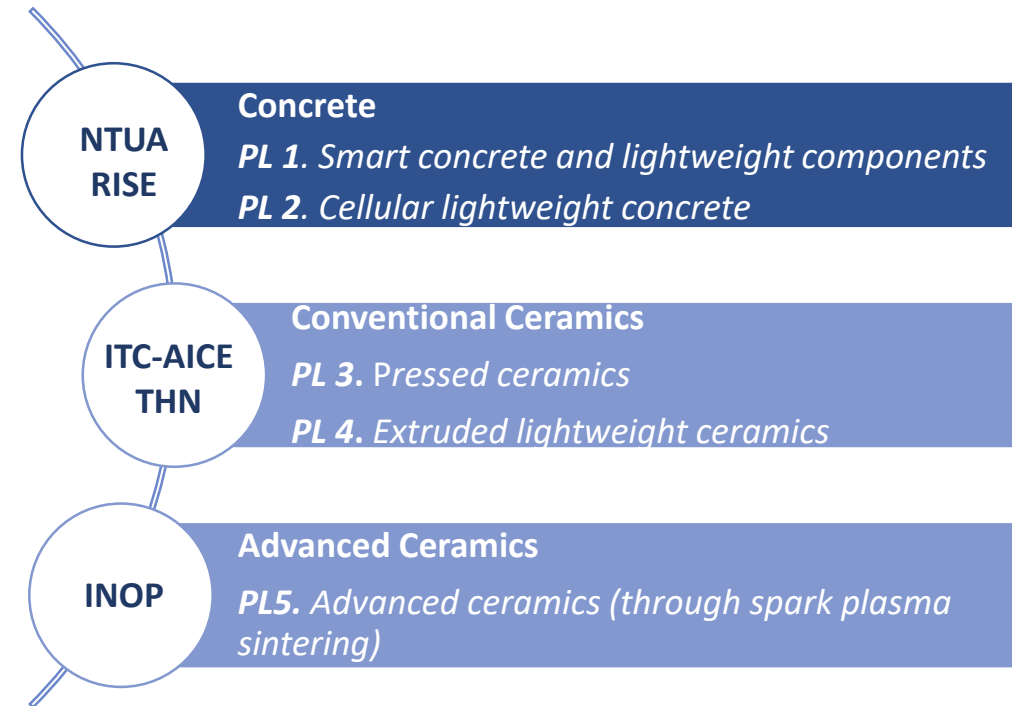 NTUA
RISE
Concrete
PL 1. Smart concrete and lightweight components
PL 2. Cellular lightweight concrete
ITC-AICE
THN
Conventional Ceramics
PL 3. Pressed ceramics
PL 4. Extruded lightweight ceramics
INOP
Advanced Ceramics
PL5. Advanced ceramics (through spark plasma
sintering)